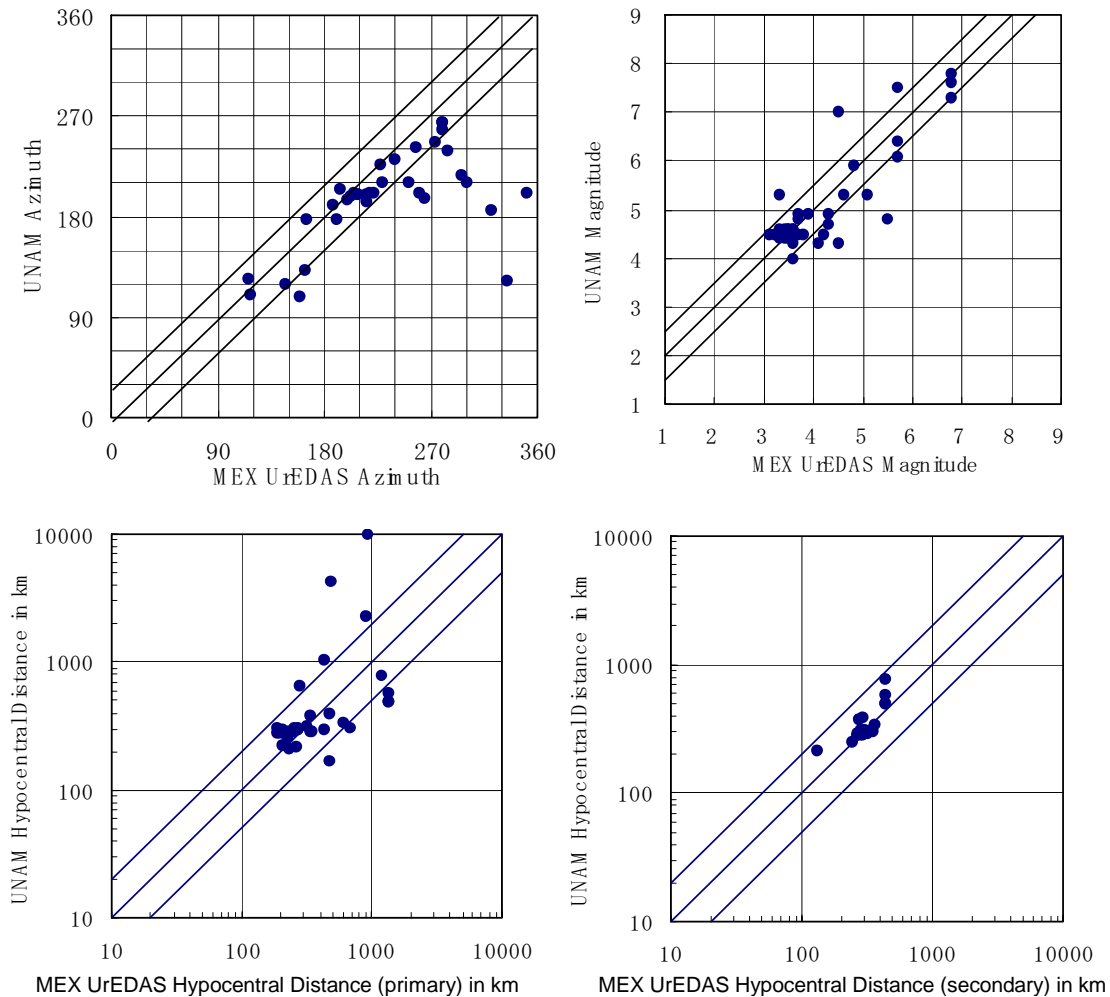 360
270
180
90
0
UNAM Azimuth
0 90 180 270 360
MEX UrEDAS Azimuth
9
8
7
6
5
4
3
2
1
UNAM Magnitude
1 2 3 4 5 6 7 8 9
MEX UrEDAS Magnitude
10000
1000
100
10
UNAM Hypocentral Distance in km
10 100 1000 10000
MEX UrEDAS Hypocentral Distance (primary) in km
10000
1000
100
10
UNAM Hypocentral Distance in km
10 100 1000 10000
MEX UrEDAS Hypocentral Distance (secondary) in km